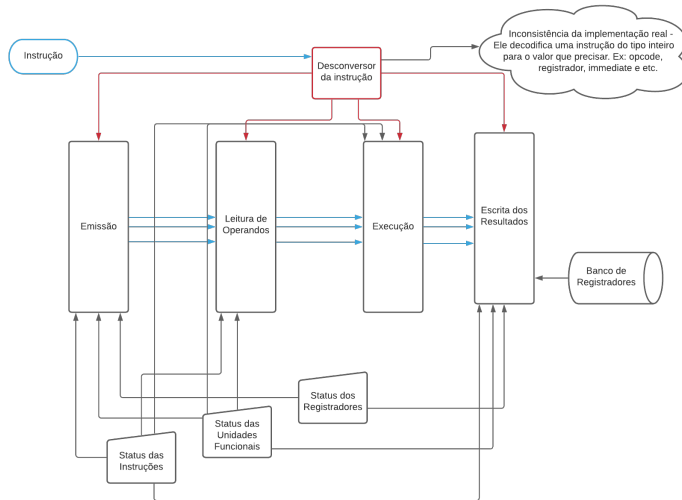 Instrução
Desconversor
da instrução
Inconsistência da implementação real -
Ele decodifica uma instrução do tipo inteiro
para o valor que precisar. Ex: opcode,
registrador, immediate e etc.
Emissão
Leitura de
Operandos
Execução
Escrita dos
Resultados
Banco de
Registradores
Status dos
Registradores
Status das
Unidades
Funcionais
Status das
Instruções